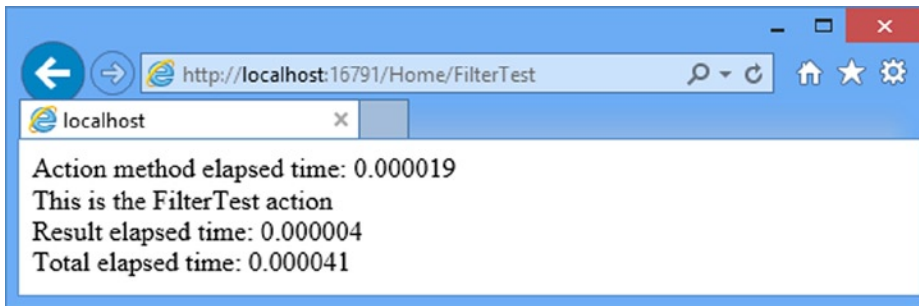 http://localhost:16791/Home/FilterTest
localhost
Action method elapsed time: 0.000019
This is the FilterTest action
Result elapsed time: 0.000004
Total elapsed time: 0.000041